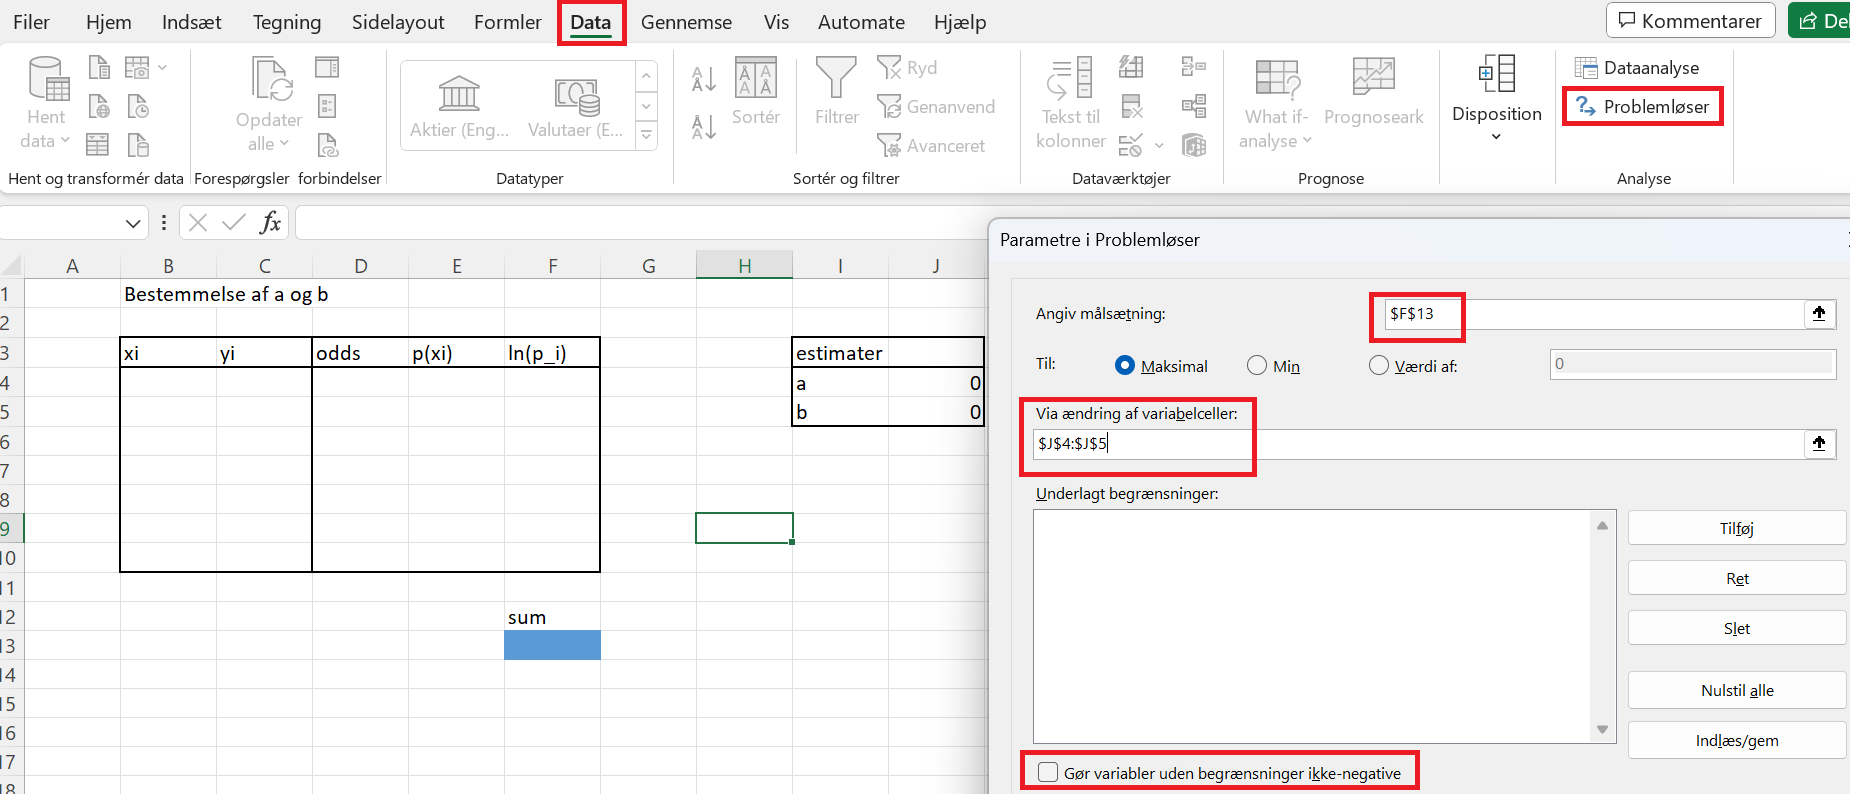 Filer Hjem Indsæt Tegning Sidelayout Formler Data Gennemse Vis Automate Hjælp Kommentarer
Hent data
Opdater alle
Aktier (Eng... Valutaer (E...
Sortér
Filtrer
Ryd
Genanvend
Avanceret
Tekst til kolonner
What if-analyse
Prognoseark
Disposition
Dataanalyse
Problemløser
Hent og transformér data Forespørgsler forbindelser Datatyper Sortér og filtrer Dataværktøjer Prognose Analyse
fx
Parametre i Problemløser
A B C D E F G H I J
1 Bestemmelse af a og b
2
3 xi yi odds p(xi) ln(p_i) estimater
4 a 0
5 b 0
6
7
8
9
10
11
12 sum
13
14
15
16
17
18
Angiv målsætning: $F$13
Til: Maksimal Min Værdi af: 0
Via ændring af variabelceller:
$J$4:$J$5
Underlagt begrænsninger:
Tilføj
Ret
Slet
Nulstil alle
Indlæs/gem
Gør variabler uden begrænsninger ikke-negative